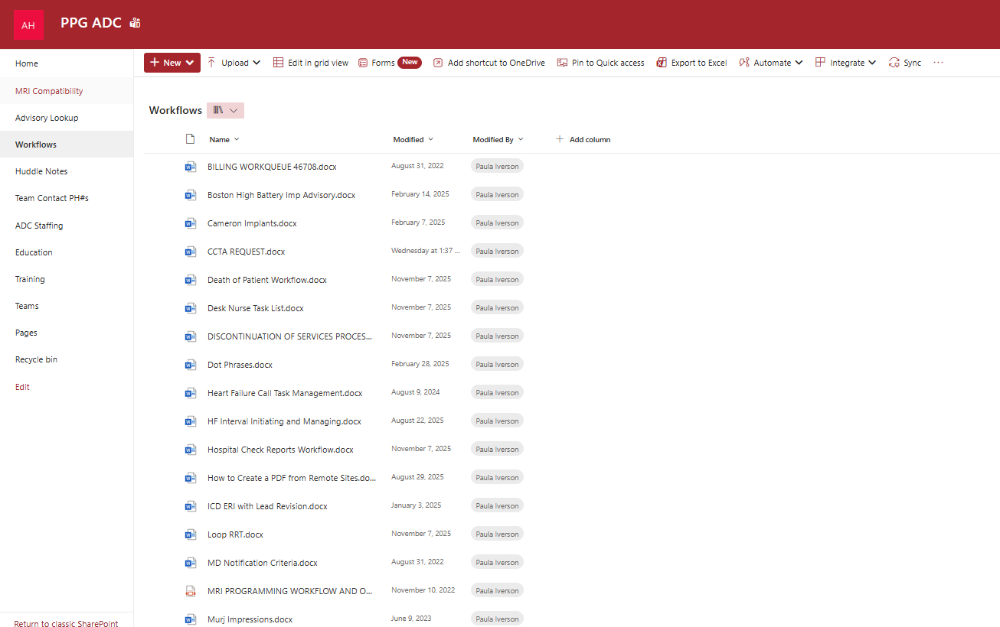 AH
PPG ADC
Home
MRI Compatibility
Advisory Lookup
Workflows
Huddle Notes
Team Contact PH#s
ADC Staffing
Education
Training
Teams
Pages
Recycle bin
Edit
Return to classic SharePoint
New Upload Edit in grid view Forms New Add shortcut to OneDrive Pin to Quick access Export to Excel Automate Integrate Sync ...
Workflows
Name Modified Modified By Add column
BILLING WORKQUEUE 46708.docx August 31, 2022 Paula Iverson
Boston High Battery Imp Advisory.docx February 14, 2025 Paula Iverson
Cameron Implants.docx February 7, 2025 Paula Iverson
CCTA REQUEST.docx Wednesday at 1:37 ... Paula Iverson
Death of Patient Workflow.docx November 7, 2025 Paula Iverson
Desk Nurse Task List.docx November 7, 2025 Paula Iverson
DISCONTINUATION OF SERVICES PROCES... November 7, 2025 Paula Iverson
Dot Phrases.docx February 28, 2025 Paula Iverson
Heart Failure Call Task Management.docx August 9, 2024 Paula Iverson
HF Interval Initiating and Managing.docx August 22, 2025 Paula Iverson
Hospital Check Reports Workflow.docx November 7, 2025 Paula Iverson
How to Create a PDF from Remote Sites.do... August 29, 2025 Paula Iverson
ICD ERI with Lead Revision.docx January 3, 2025 Paula Iverson
Loop RRT.docx November 7, 2025 Paula Iverson
MD Notification Criteria.docx August 31, 2022 Paula Iverson
MRI PROGRAMMING WORKFLOW AND O... November 10, 2022 Paula Iverson
Murj Impressions.docx June 9, 2023 Paula Iverson